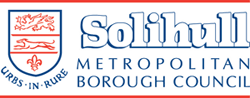 Solihull
METROPOLITAN
BOROUGH COUNCIL
URBS·IN·RURE